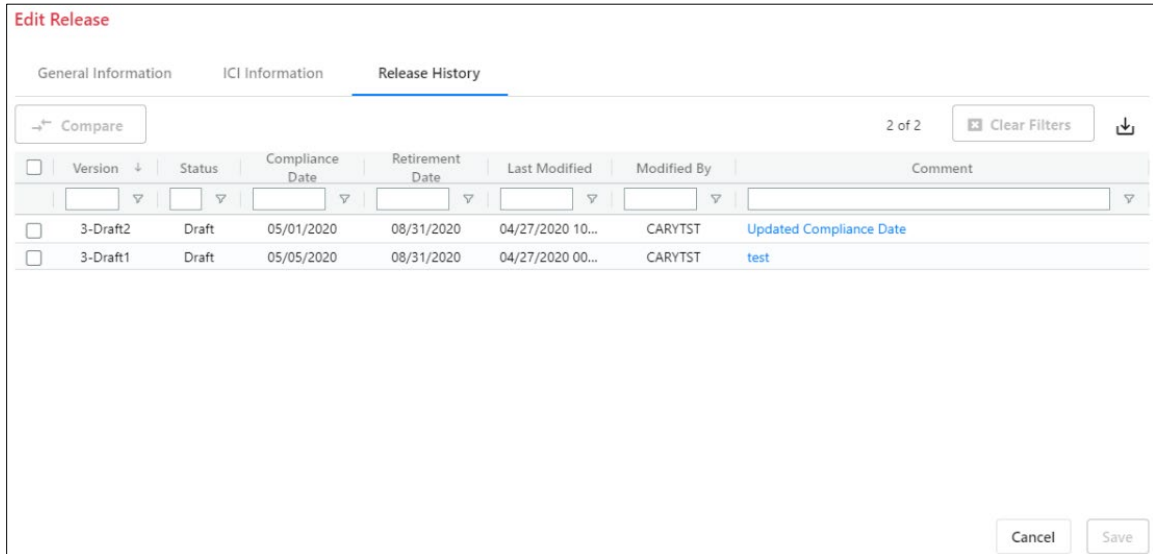 Edit Release
General Information ICI Information Release History
Compare 2 of 2 Clear Filters
Version Status Compliance Date Retirement Date Last Modified Modified By Comment
3-Draft2 Draft 05/01/2020 08/31/2020 04/27/2020 10... CARYTST Updated Compliance Date
3-Draft1 Draft 05/05/2020 08/31/2020 04/27/2020 00... CARYTST test
Cancel Save